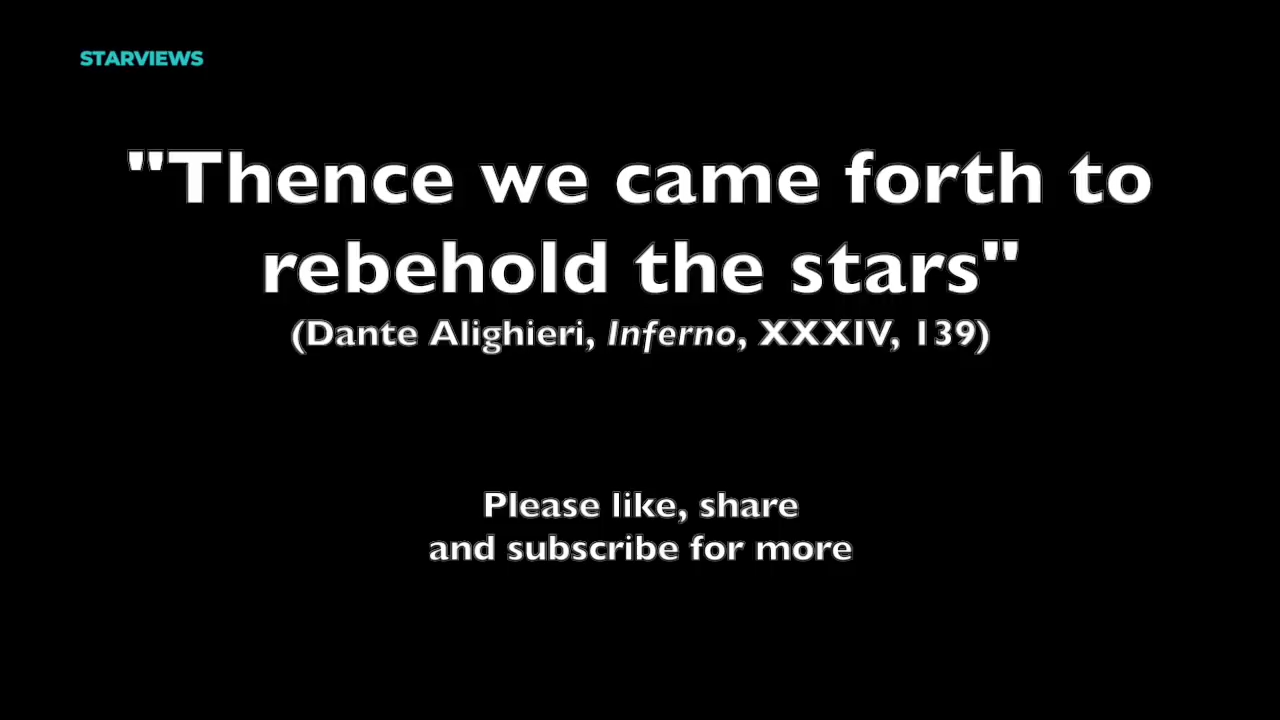 STARVIEWS
"Thence we came forth to
rebehold the stars"
(Dante Alighieri, Inferno, XXXIV, 139)
Please like, share
and subscribe for more